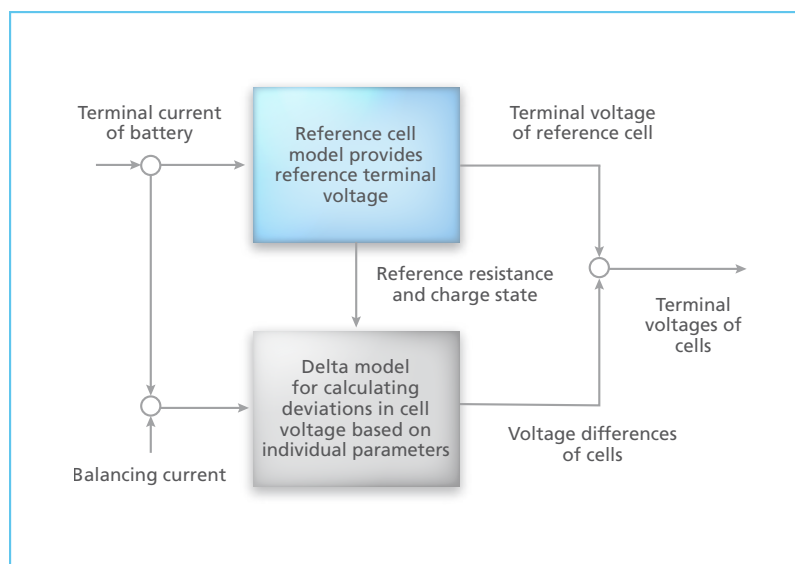 Terminal current
of battery
Reference cell
model provides
reference terminal
voltage
Terminal voltage
of reference cell
Reference resistance
and charge state
Terminal
voltages of
cells
Delta model
for calculating
deviations in cell
voltage based on
individual parameters
Balancing current
Voltage differences
of cells